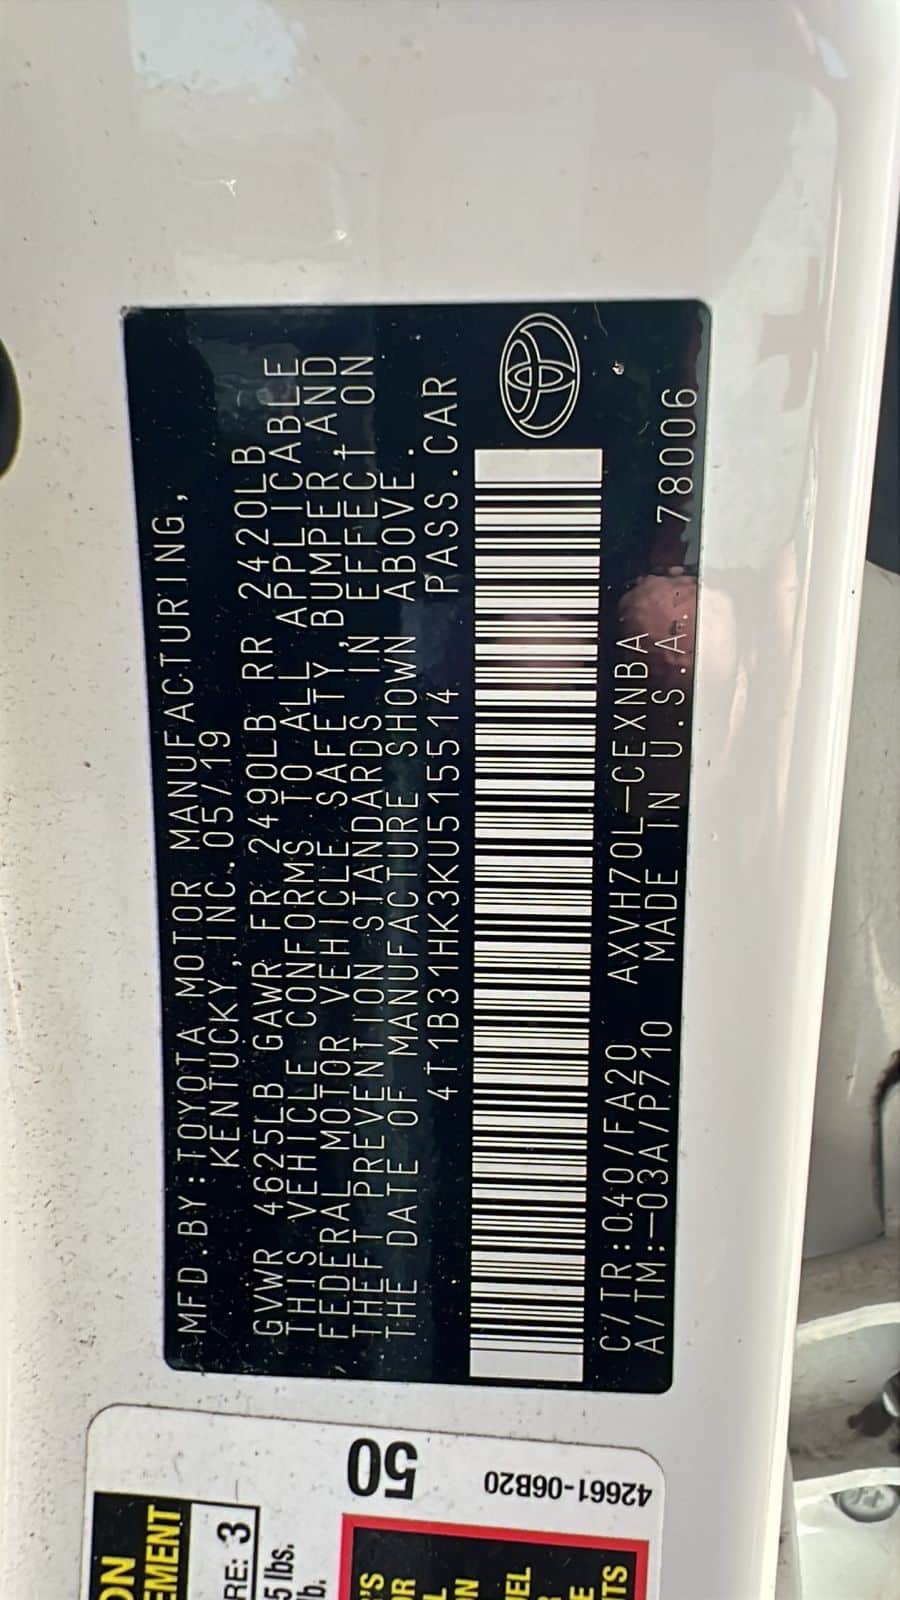 MFD.BY:TOYOTA MOTOR MANUFACTURING,
KENTUCKY,INC.05/19
GVWR 4625LB GAWR FR 2490LB RR 2420LB
THIS VEHICLE CONFORMS TO ALL APPLICABLE
FEDERAL MOTOR VEHICLE SAFETY,BUMPER,AND
THEFT PREVENTION STANDARDS IN EFFECT ON
THE DATE OF MANUFACTURE SHOWN ABOVE.
4T1B31HK3KU515514 PASS.CAR
C/TR:040/FA20 AXVH70L-CEXNBA
A/TM:-03A/P710 MADE IN U.S.A. 78006
50
42661-06B20
3
5 lbs.